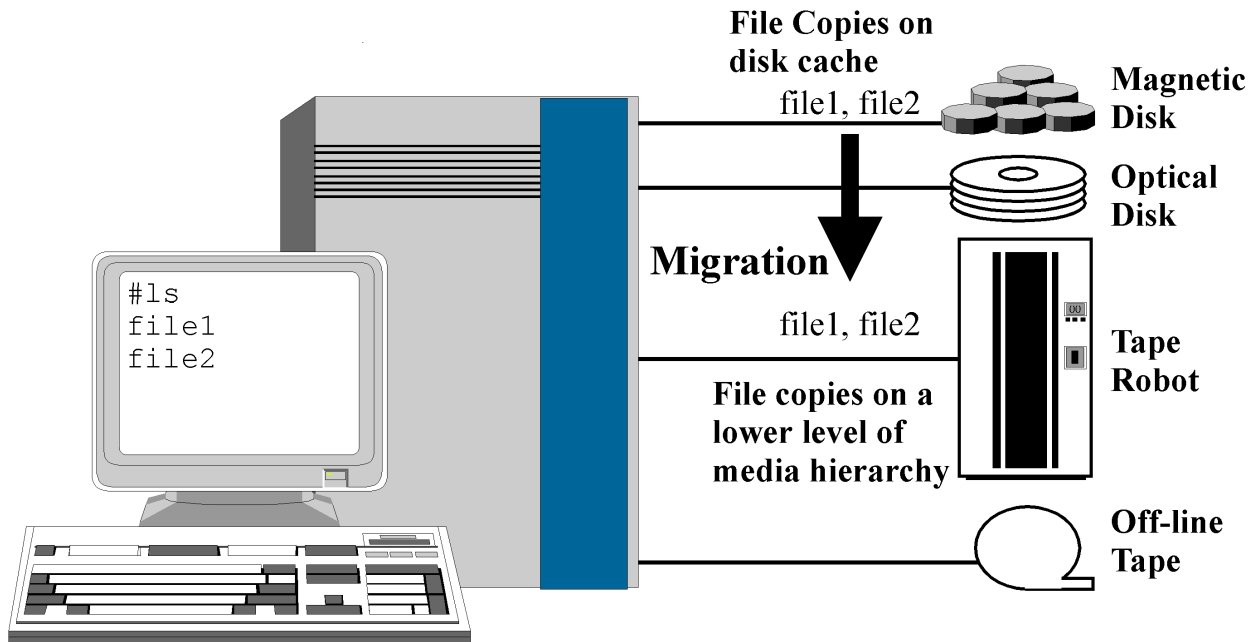 File Copies on
disk cache
file1, file2
Magnetic
Disk
Optical
Disk
Migration
#ls
file1
file2
file1, file2
Tape
Robot
File copies on a
lower level of
media hierarchy
Off-line
Tape
00